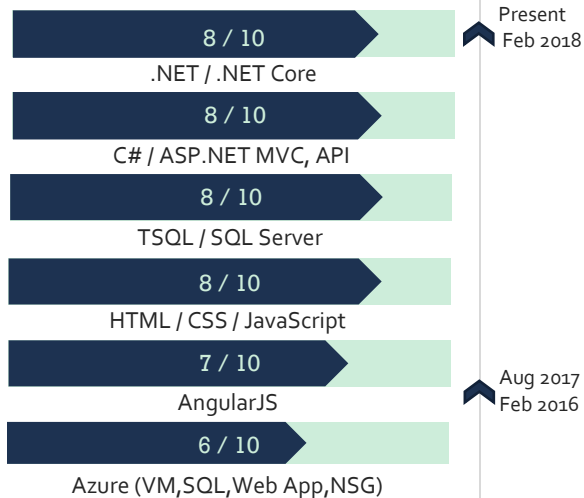 8 / 10
.NET / .NET Core
8 / 10
C# / ASP.NET MVC, API
8 / 10
TSQL / SQL Server
8 / 10
HTML / CSS / JavaScript
7 / 10
AngularJS
6 / 10
Azure (VM,SQL,Web App,NSG)
Present
Feb 2018
Aug 2017
Feb 2016